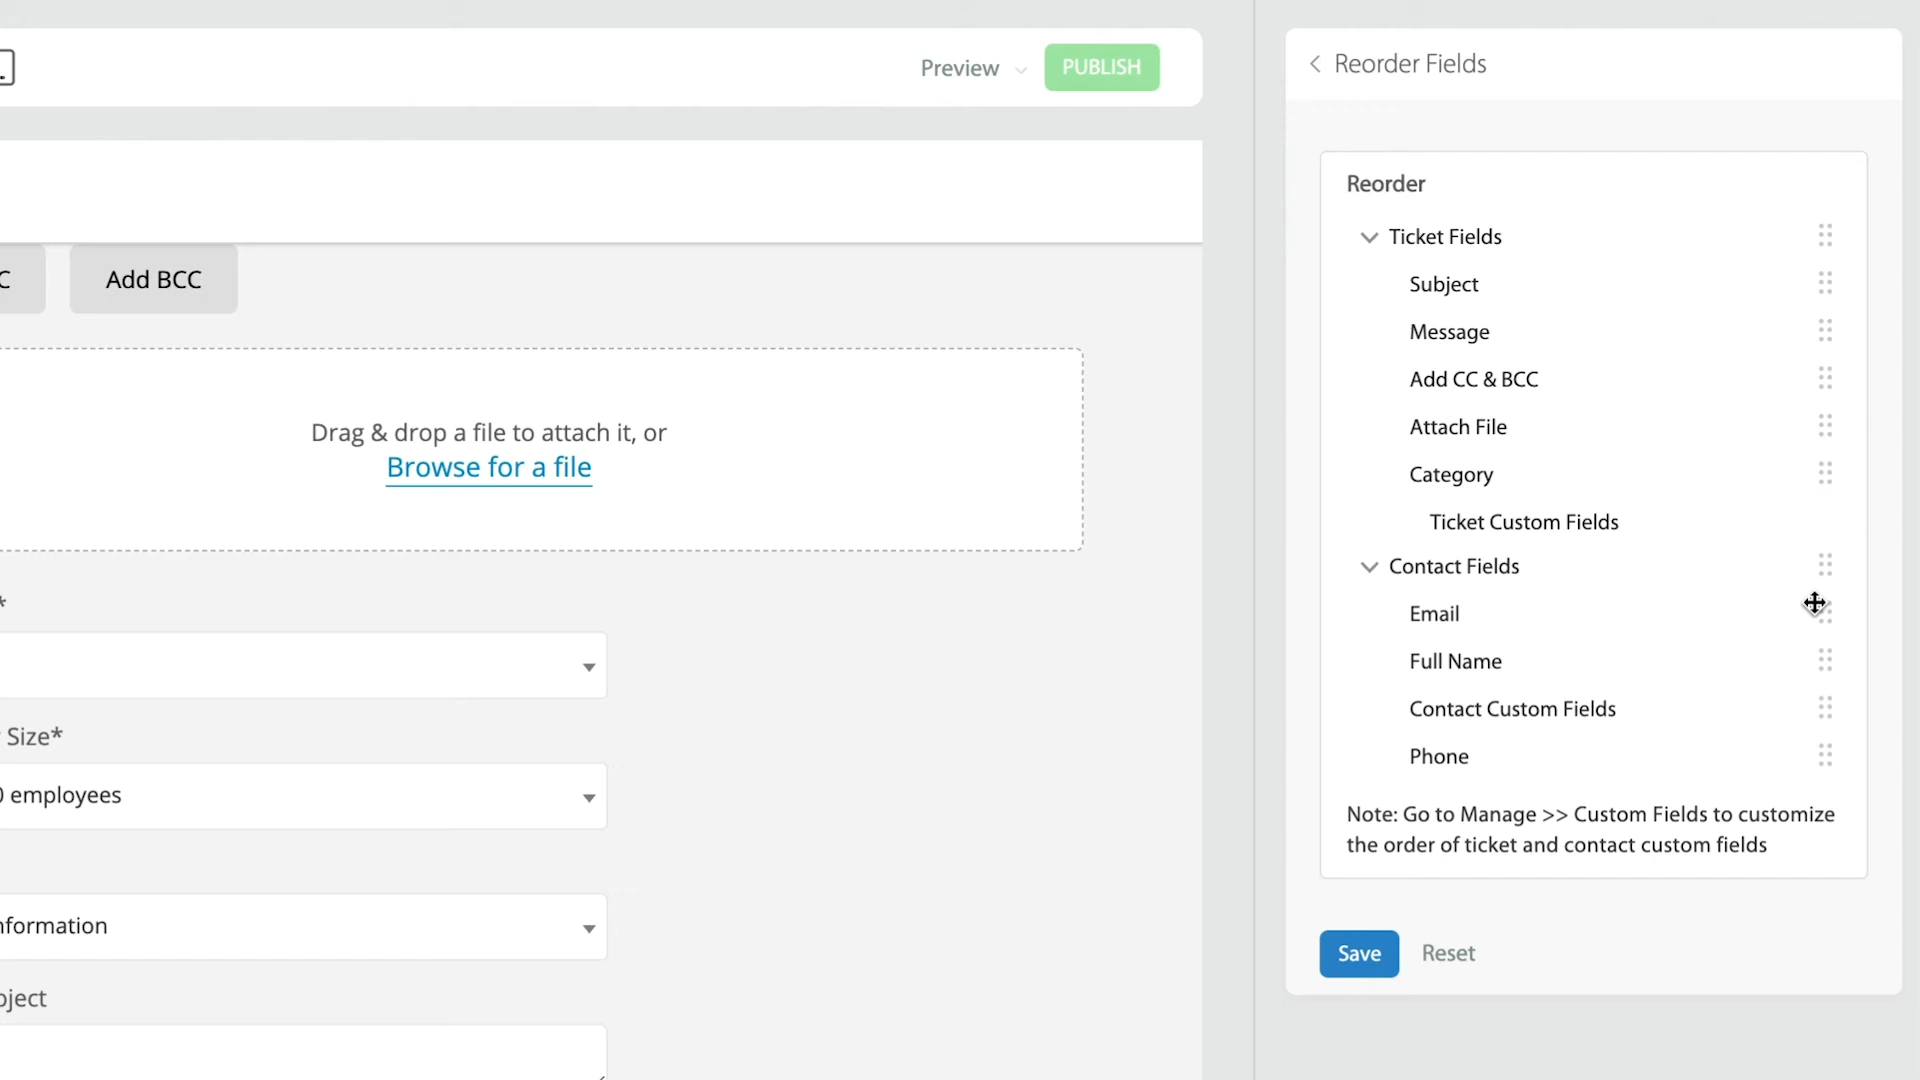 Preview
PUBLISH
Add BCC
Drag & drop a file to attach it, or
Browse for a file
Size*
employees
Reorder Fields
Reorder
Ticket Fields
Subject
Message
Add CC & BCC
Attach File
Category
Ticket Custom Fields
Contact Fields
Email
Full Name
Contact Custom Fields
Phone
Note: Go to Manage >> Custom Fields to customize
the order of ticket and contact custom fields
Save
Reset